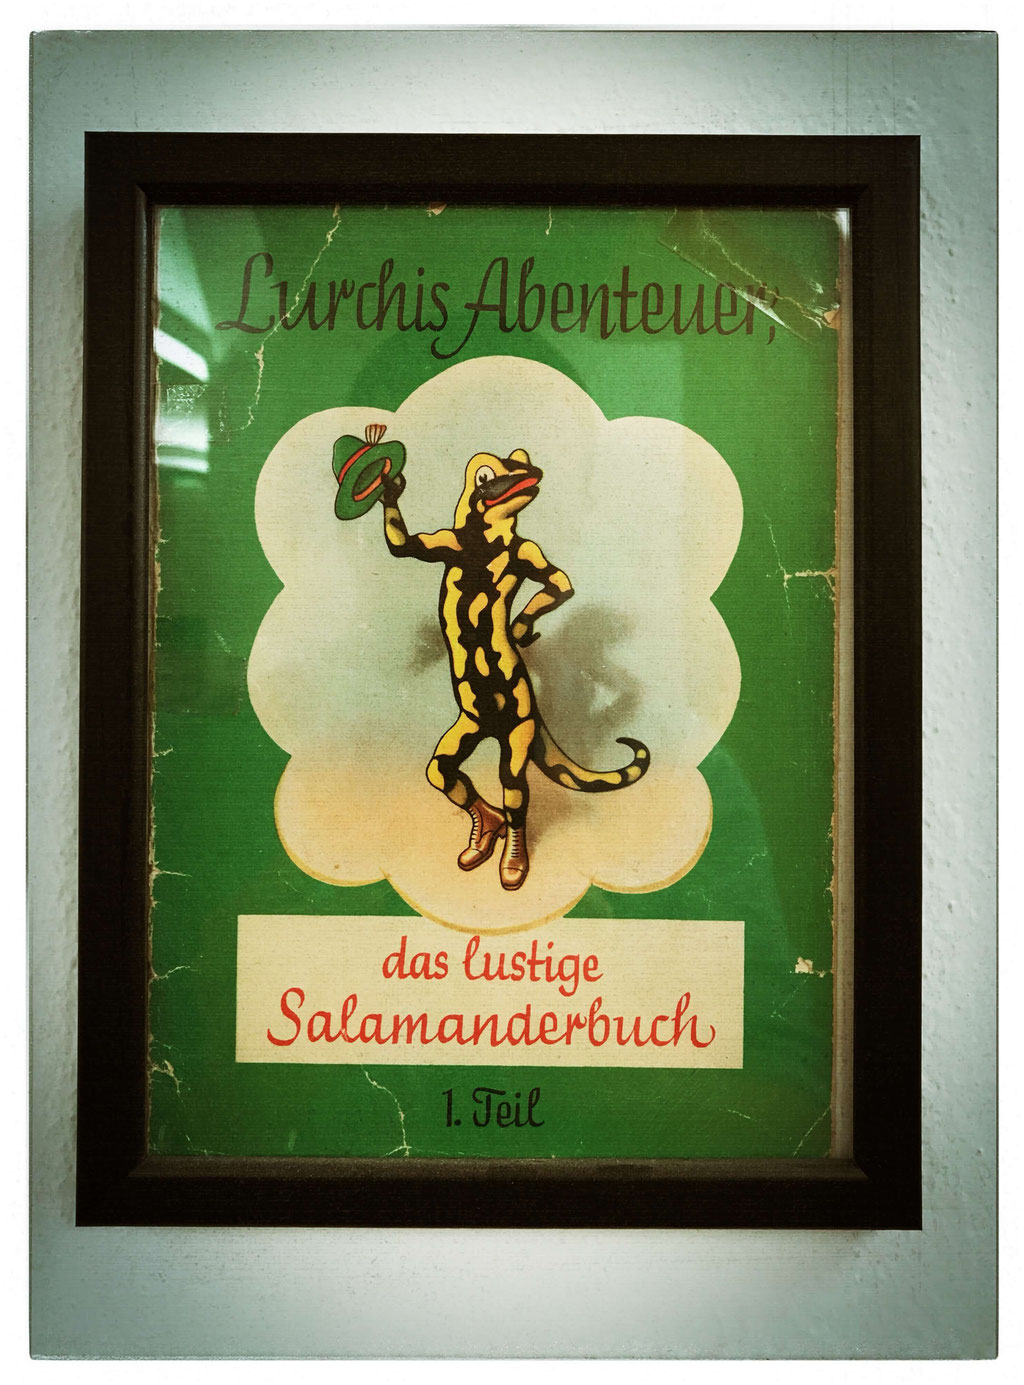 Lurchis Abenteuer,
das lustige
Salamanderbuch
1. Teil